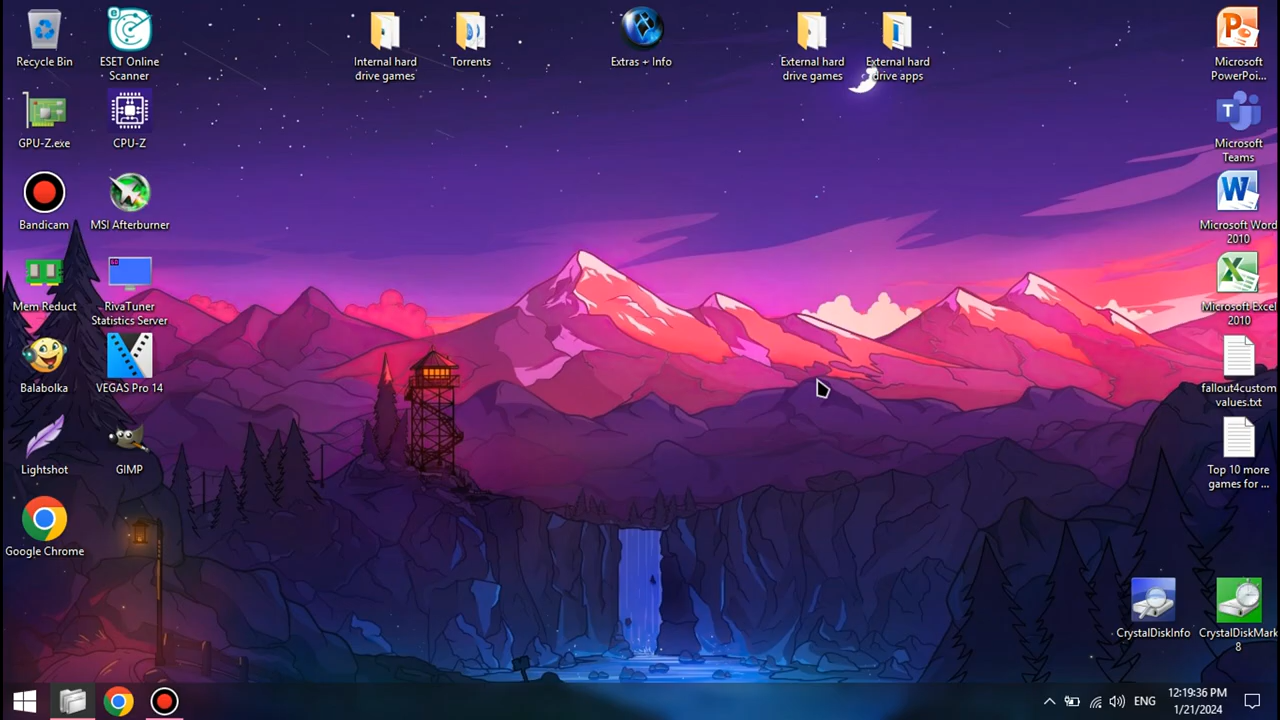 Recycle Bin
ESET Online
Scanner
Internal hard
drive games
Torrents
Extras + Info
External hard
drive games
External hard
drive apps
Microsoft
PowerPoi...
GPU-Z.exe
CPU-Z
Microsoft
Teams
Bandicam
MSI Afterburner
Microsoft Word
2010
Mem Reduct
RivaTuner
Statistics Server
Microsoft Excel
2010
Balabolka
VEGAS Pro 14
fallout4custom
values.txt
Lightshot
GIMP
Top 10 more
games for ...
Google Chrome
CrystalDiskInfo
CrystalDiskMark
8
ENG
12:19:36 PM
1/21/2024